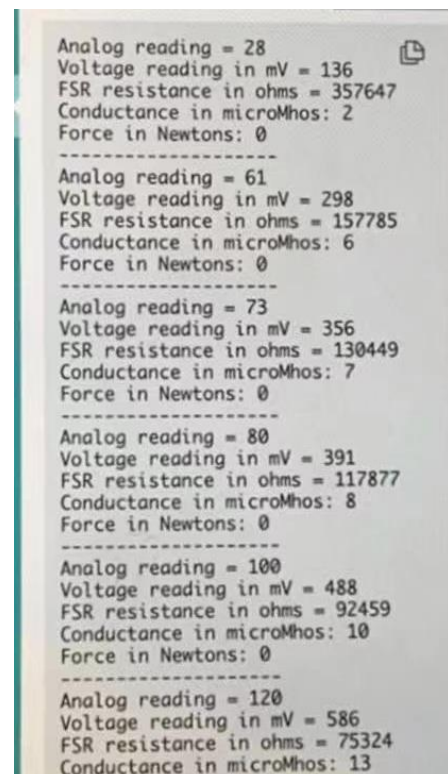 Analog reading = 28
Voltage reading in mV = 136
FSR resistance in ohms = 357647
Conductance in microMhos: 2
Force in Newtons: 0
--------------------
Analog reading = 61
Voltage reading in mV = 298
FSR resistance in ohms = 157785
Conductance in microMhos: 6
Force in Newtons: 0
--------------------
Analog reading = 73
Voltage reading in mV = 356
FSR resistance in ohms = 130449
Conductance in microMhos: 7
Force in Newtons: 0
--------------------
Analog reading = 80
Voltage reading in mV = 391
FSR resistance in ohms = 117877
Conductance in microMhos: 8
Force in Newtons: 0
--------------------
Analog reading = 100
Voltage reading in mV = 488
FSR resistance in ohms = 92459
Conductance in microMhos: 10
Force in Newtons: 0
--------------------
Analog reading = 120
Voltage reading in mV = 586
FSR resistance in ohms = 75324
Conductance in microMhos: 13